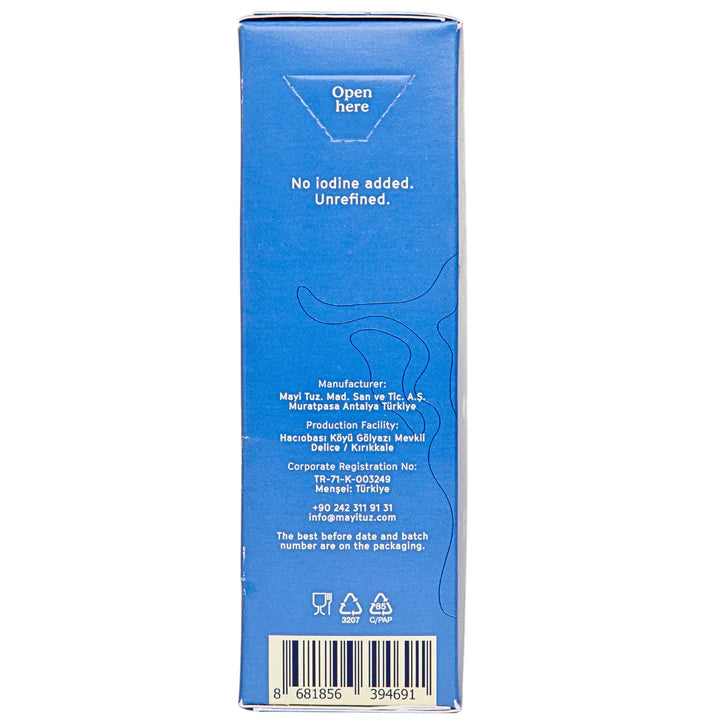 Open
here
No iodine added.
Unrefined.
Manufacturer:
Mayi Tuz. Mad. San ve Tic. A.Ş.
Muratpasa Antalya Türkiye
Production Facility:
Hacıobası Köyü Gölyazı Mevkii
Delice / Kırıkkale
Corporate Registration No:
TR-71-K-003249
Menşei: Türkiye
+90 242 311 91 31
info@mayituz.com
The best before date and batch
number are on the packaging.
3207
85
C/PAP
8 681856 394691